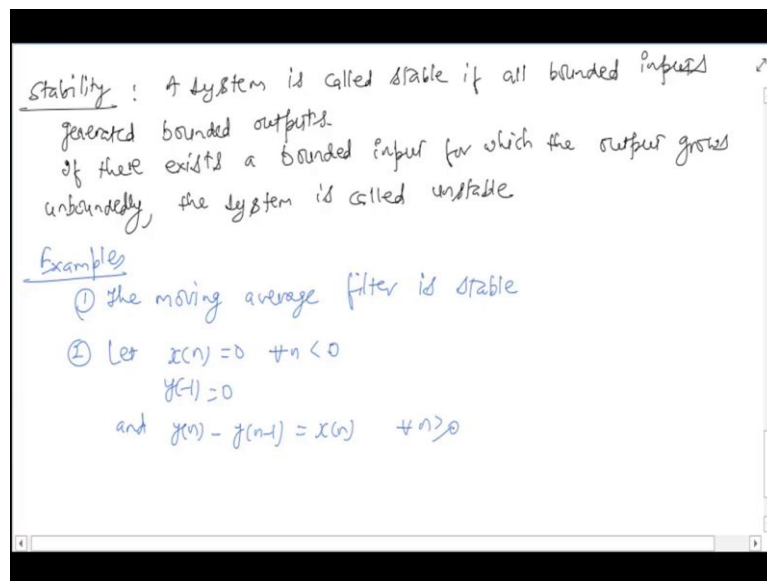 Stability : A system is called stable if all bounded inputs
generated bounded outputs.
If there exists a bounded input for which the output grows
unboundedly, the system is called unstable
Examples
① The moving average filter is stable
② Let x(n) = 0 ∀n < 0
y(-1) = 0
and y(n) - y(n-1) = x(n) ∀n≥0